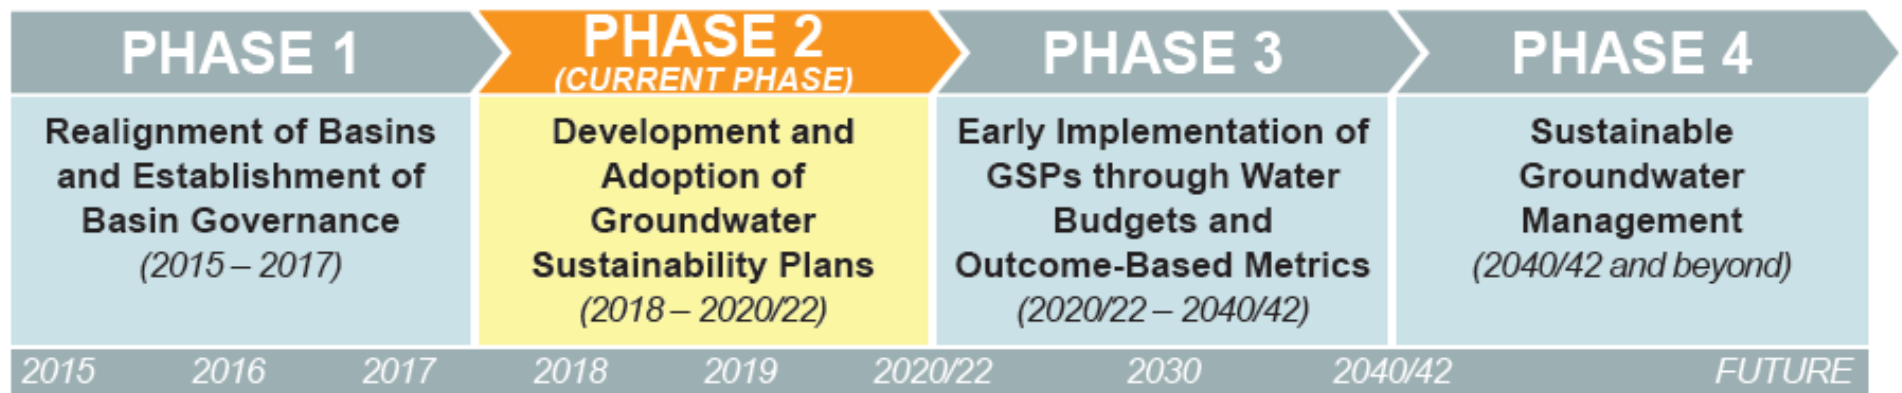 PHASE 1
Realignment of Basins
and Establishment of
Basin Governance
(2015 – 2017)
PHASE 2
(CURRENT PHASE)
Development and
Adoption of
Groundwater
Sustainability Plans
(2018 – 2020/22)
PHASE 3
Early Implementation of
GSPs through Water
Budgets and
Outcome-Based Metrics
(2020/22 – 2040/42)
PHASE 4
Sustainable
Groundwater
Management
(2040/42 and beyond)
2015 2016 2017 2018 2019 2020/22 2030 2040/42 FUTURE